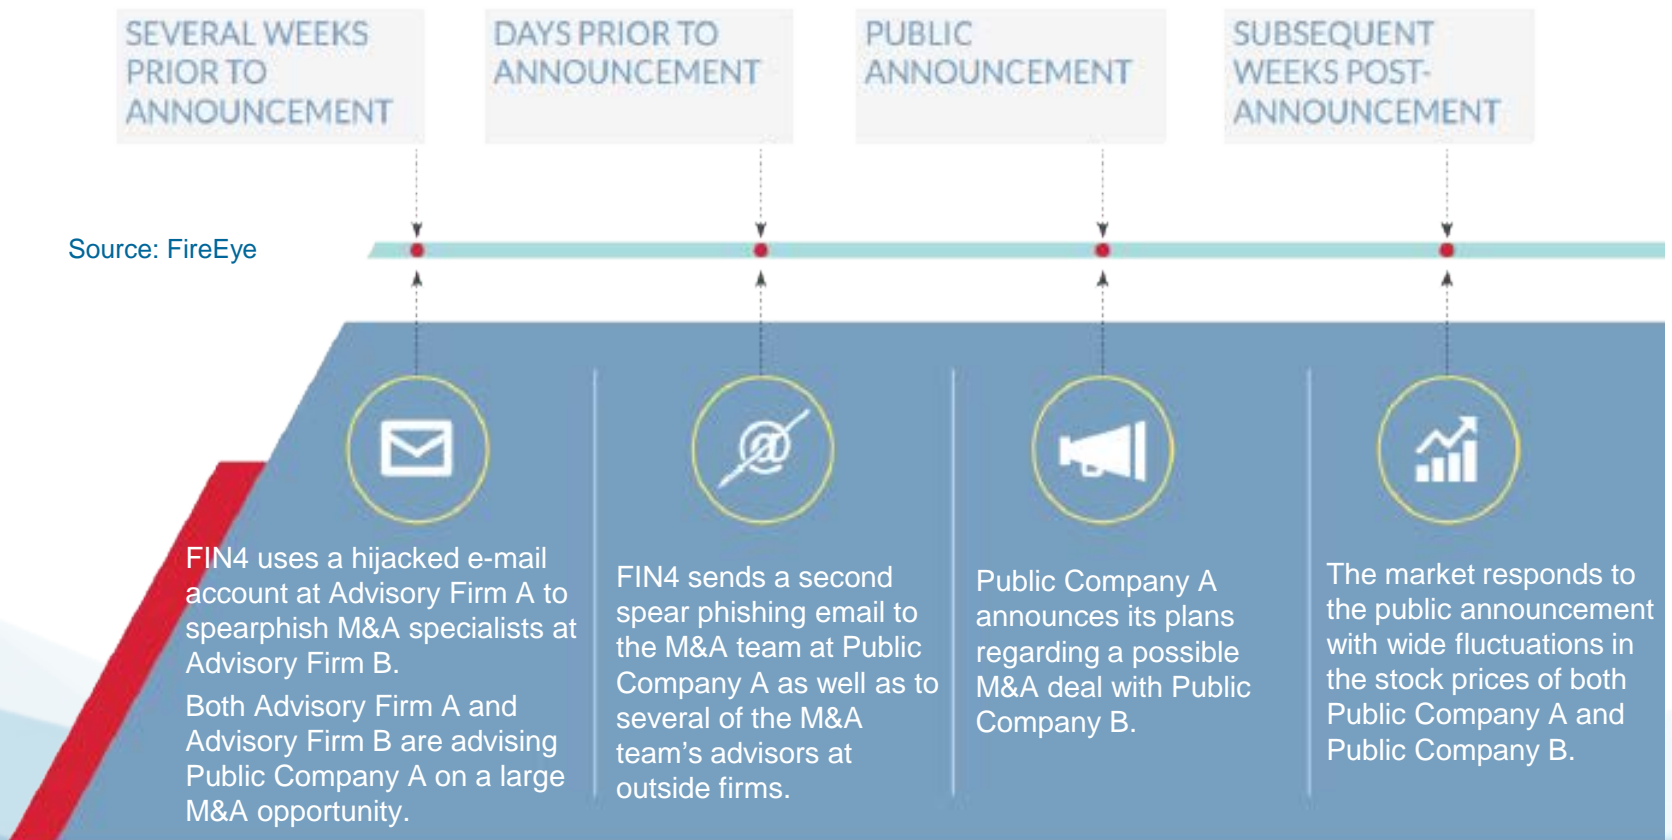 SEVERAL WEEKS
PRIOR TO
ANNOUNCEMENT
DAYS PRIOR TO
ANNOUNCEMENT
PUBLIC
ANNOUNCEMENT
SUBSEQUENT
WEEKS POST-
ANNOUNCEMENT
Source: FireEye
FIN4 uses a hijacked e-mail
account at Advisory Firm A to
spearphish M&A specialists at
Advisory Firm B.
Both Advisory Firm A and
Advisory Firm B are advising
Public Company A on a large
M&A opportunity.
FIN4 sends a second
spear phishing email to
the M&A team at Public
Company A as well as to
several of the M&A
team's advisors at
outside firms.
Public Company A
announces its plans
regarding a possible
M&A deal with Public
Company B.
The market responds to
the public announcement
with wide fluctuations in
the stock prices of both
Public Company A and
Public Company B.